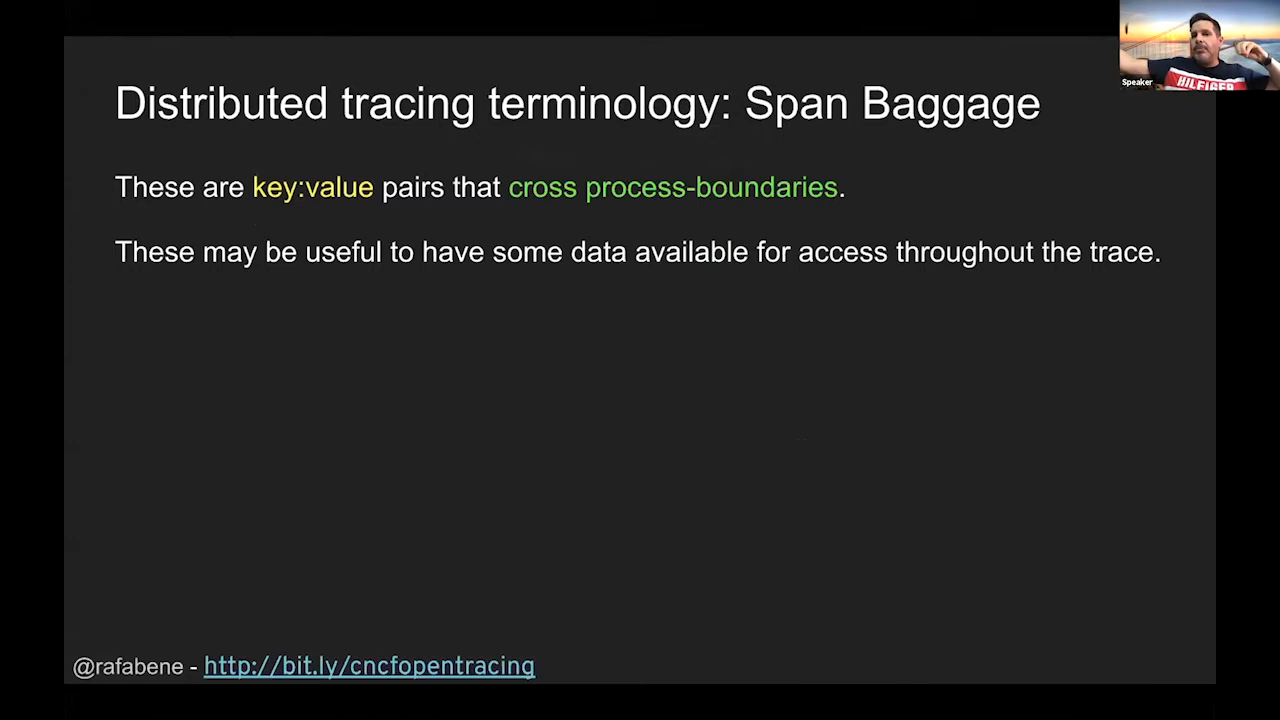 Distributed tracing terminology: Span Baggage
These are key:value pairs that cross process-boundaries.
These may be useful to have some data available for access throughout the trace.
@rafabene - http://bit.ly/cncfopentracing
Speaker
HILFIGER